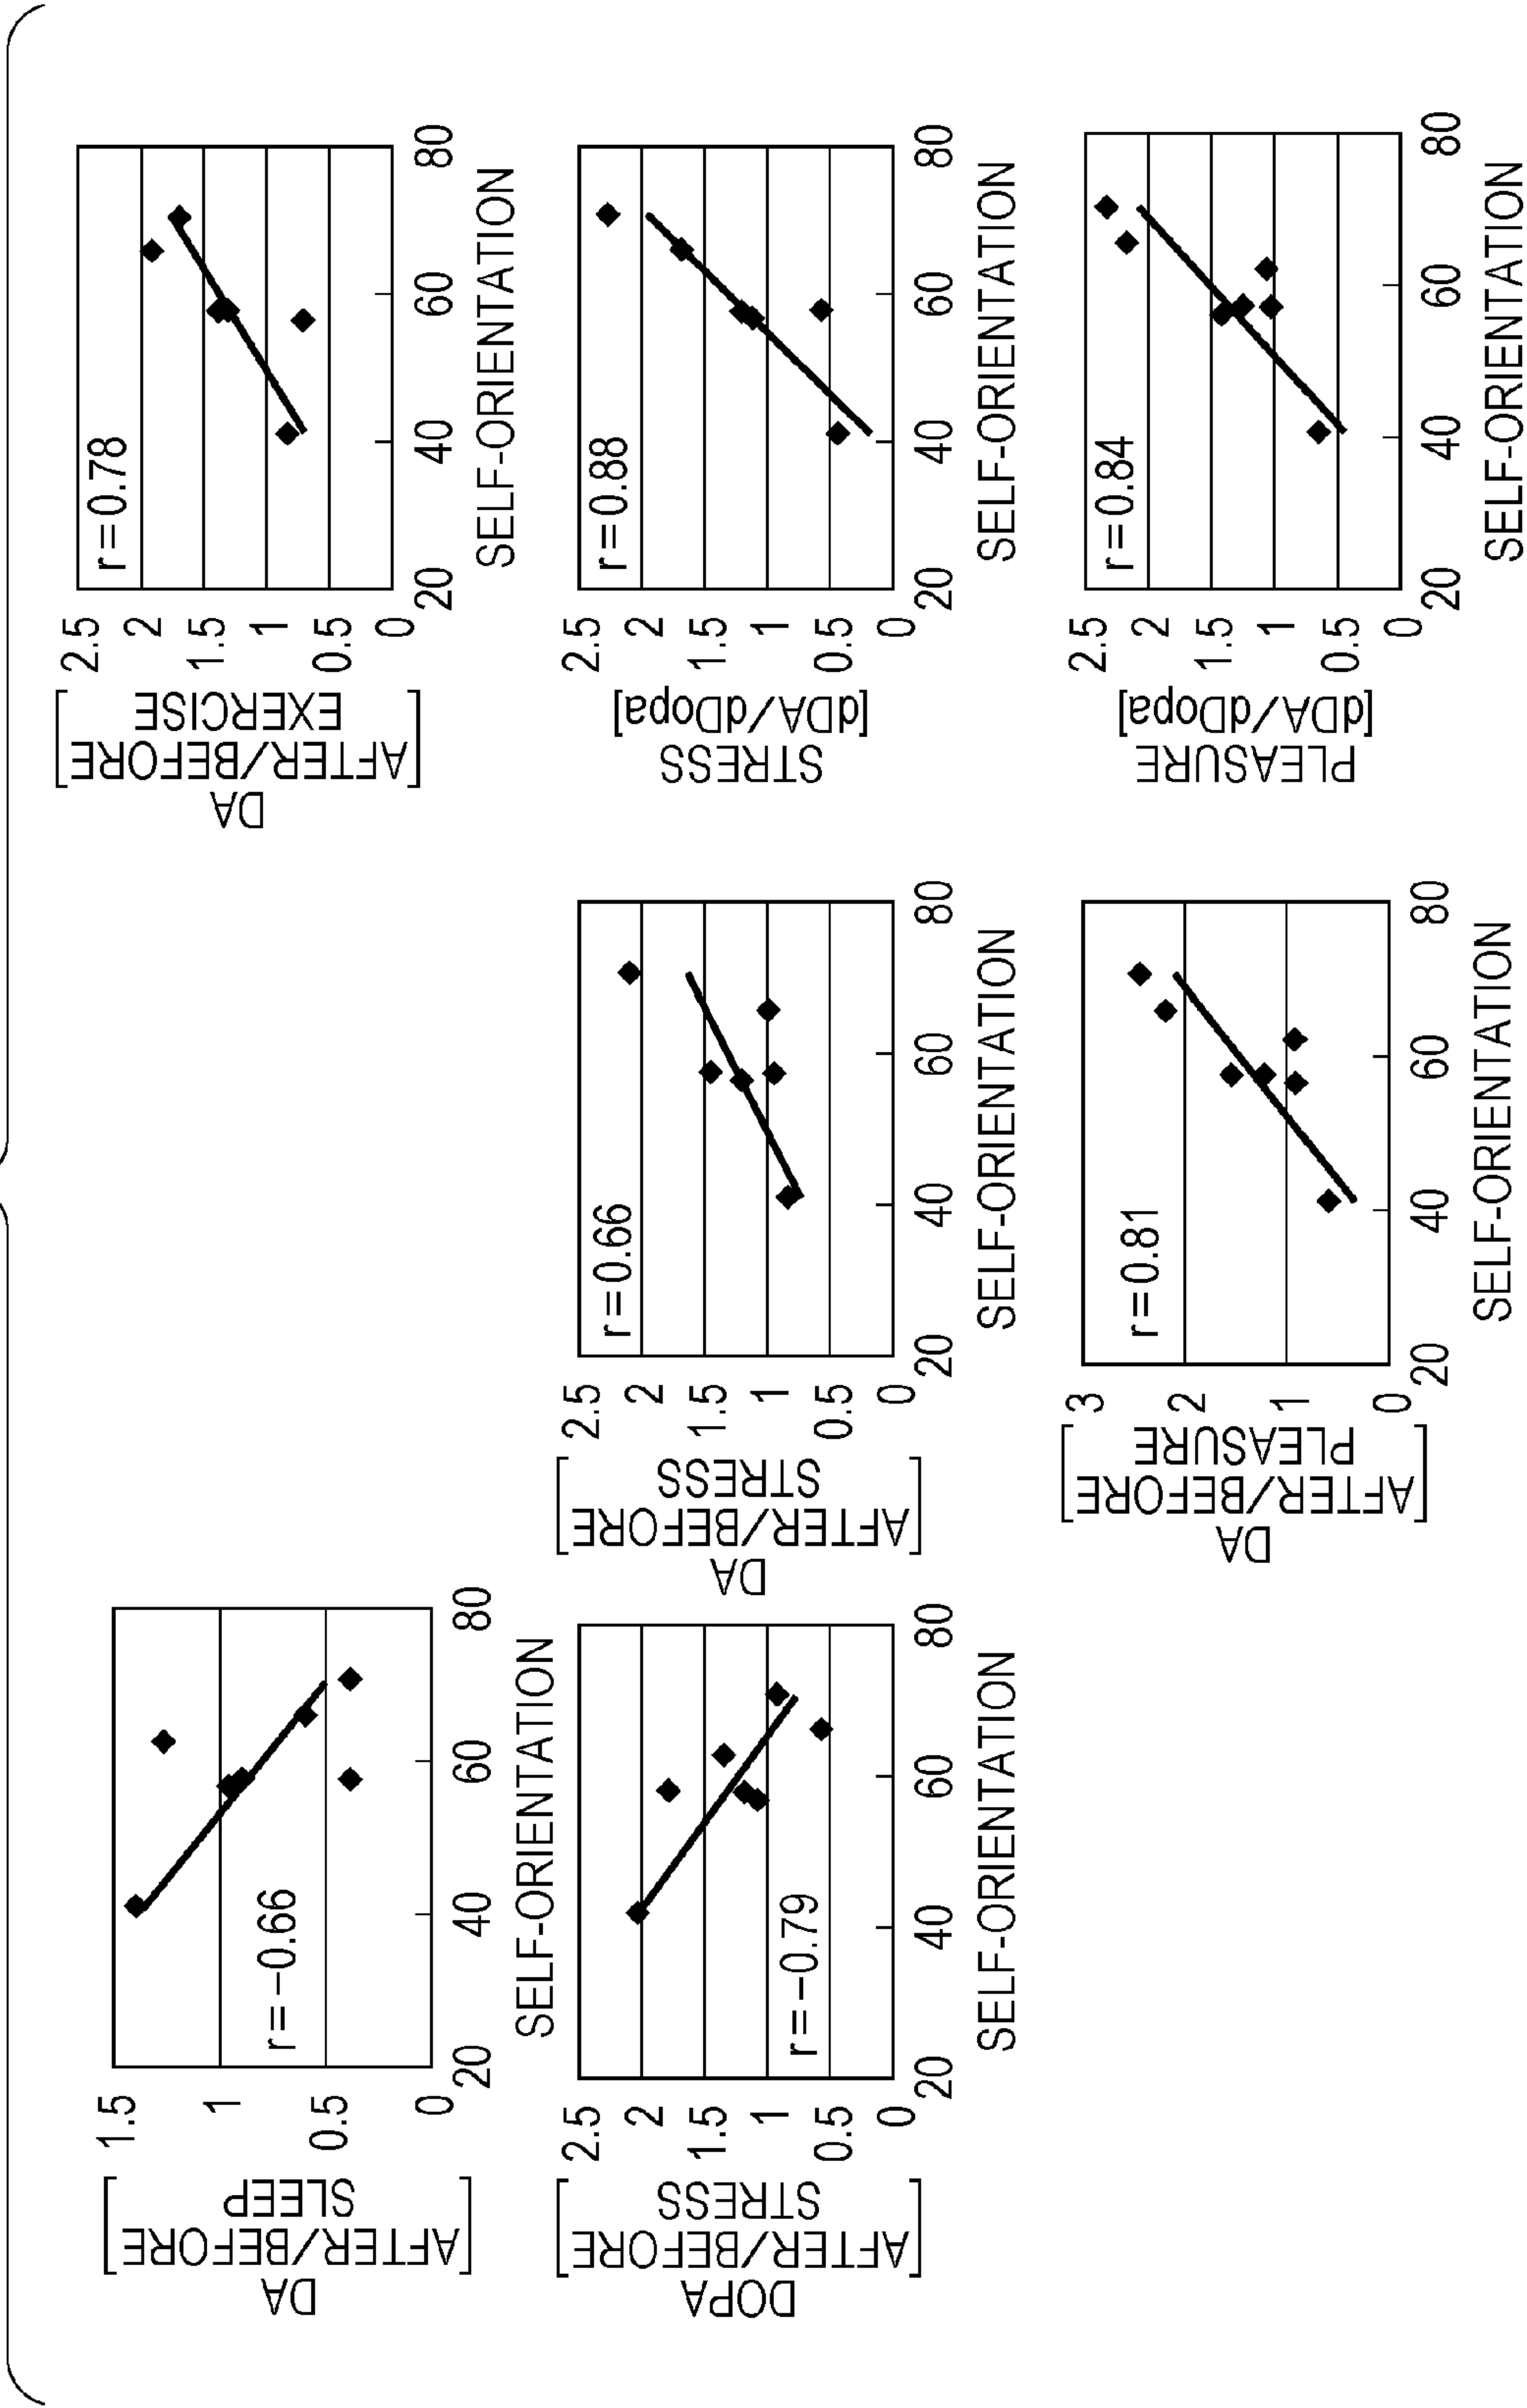 DA
[AFTER/BEFORE
SLEEP]
1.5
1
0.5
0
r=−0.66
20
40
60
80
SELF-ORIENTATION
DA
[AFTER/BEFORE
EXERCISE]
2.5
2
1.5
1
0.5
0
r=0.78
20
40
60
80
SELF-ORIENTATION
DOPA
[AFTER/BEFORE
STRESS]
2.5
2
1.5
1
0.5
0
r=−0.79
20
40
60
80
SELF-ORIENTATION
DA
[AFTER/BEFORE
STRESS]
2.5
2
1.5
1
0.5
0
r=0.66
20
40
60
80
SELF-ORIENTATION
STRESS
[dDA/dDopa]
2.5
2
1.5
1
0.5
0
r=0.88
20
40
60
80
SELF-ORIENTATION
DA
[AFTER/BEFORE
PLEASURE]
3
2
1
0
r=0.81
20
40
60
80
SELF-ORIENTATION
PLEASURE
[dDA/dDopa]
2.5
2
1.5
1
0.5
0
r=0.84
20
40
60
80
SELF-ORIENTATION